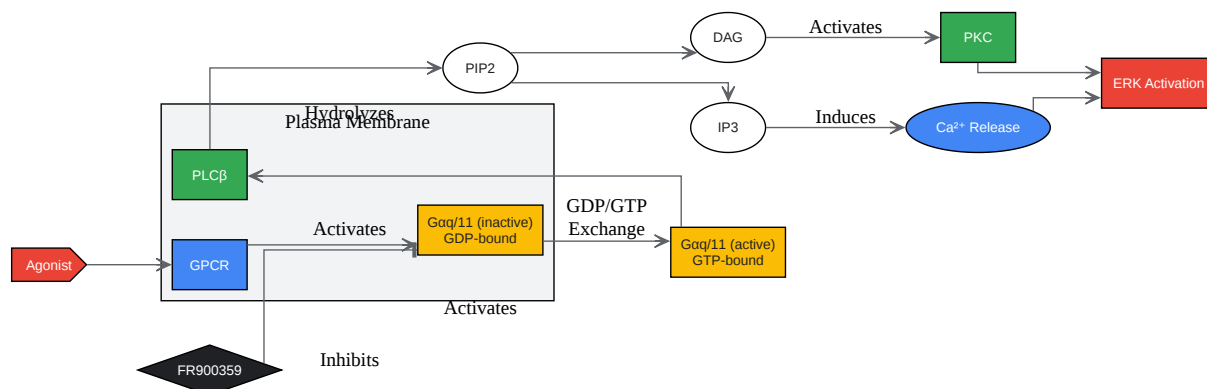 DAG
Activates
PKC
PIP2
ERK Activation
Hydrolyzes
Plasma Membrane
IP3
Induces
Ca²⁺ Release
PLCβ
GDP/GTP
Exchange
Activates
Gαq/11 (inactive)
GDP-bound
Gαq/11 (active)
GTP-bound
Agonist
GPCR
Activates
Inhibits
FR900359